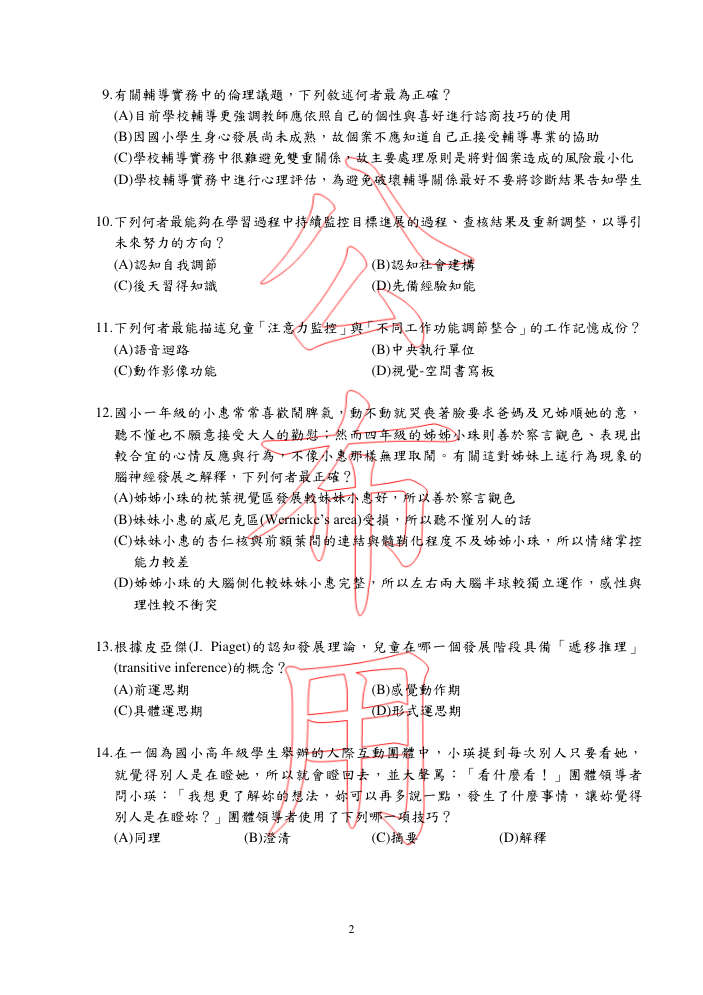 9.有關輔導實務中的倫理議題，下列敘述何者最為正確？
(A)目前學校輔導更強調教師應依照自己的個性與喜好進行諮商技巧的使用
(B)因國小學生身心發展尚未成熟，故個案不應知道自己正接受輔導專業的協助
(C)學校輔導實務中很難避免雙重關係，故主要處理原則是將對個案造成的風險最小化
(D)學校輔導實務中進行心理評估，為避免破壞輔導關係最好不要將診斷結果告知學生
10.下列何者最能夠在學習過程中持續監控目標進展的過程、查核結果及重新調整，以導引
未來努力的方向？
(A)認知自我調節 (B)認知社會建構
(C)後天習得知識 (D)先備經驗知能
11.下列何者最能描述兒童「注意力監控」與「不同工作功能調節整合」的工作記憶成份？
(A)語音迴路 (B)中央執行單位
(C)動作影像功能 (D)視覺-空間書寫板
12.國小一年級的小惠常常喜歡鬧脾氣，動不動就哭喪著臉要求爸媽及兄姊順她的意，
聽不懂也不願意接受大人的勸慰；然而四年級的姊姊小珠則善於察言觀色、表現出
較合宜的心情反應與行為，不像小惠那樣無理取鬧。有關這對姊妹上述行為現象的
腦神經發展之解釋，下列何者最正確？
(A)姊姊小珠的枕葉視覺區發展較妹妹小惠好，所以善於察言觀色
(B)妹妹小惠的威尼克區(Wernicke's area)受損，所以聽不懂別人的話
(C)妹妹小惠的杏仁核與前額葉間的連結與髓鞘化程度不及姊姊小珠，所以情緒掌控
能力較差
(D)姊姊小珠的大腦側化較妹妹小惠完整，所以左右兩大腦半球較獨立運作，感性與
理性較不衝突
13.根據皮亞傑(J. Piaget)的認知發展理論，兒童在哪一個發展階段具備「遞移推理」
(transitive inference)的概念？
(A)前運思期 (B)感覺動作期
(C)具體運思期 (D)形式運思期
14.在一個為國小高年級學生舉辦的人際互動團體中，小瑛提到每次別人只要看她，
就覺得別人是在瞪她，所以就會瞪回去，並大聲罵：「看什麼看！」團體領導者
問小瑛：「我想更了解妳的想法，妳可以再多說一點，發生了什麼事情，讓妳覺得
別人是在瞪妳？」團體領導者使用了下列哪一項技巧？
(A)同理 (B)澄清 (C)摘要 (D)解釋
2
公布用